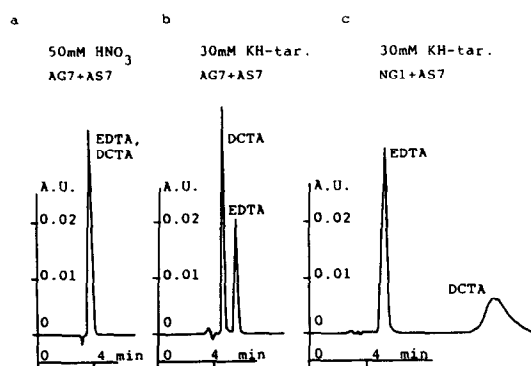 a
50mM HNO3
AG7+AS7
EDTA,
DCTA
A.U.
0.02
0.01
0
0 4 min
b
30mM KH-tar.
AG7+AS7
DCTA
EDTA
A.U.
0.02
0.01
0
0 4 min
c
30mM KH-tar.
NG1+AS7
EDTA
DCTA
A.U.
0.02
0.01
0
0 4 min